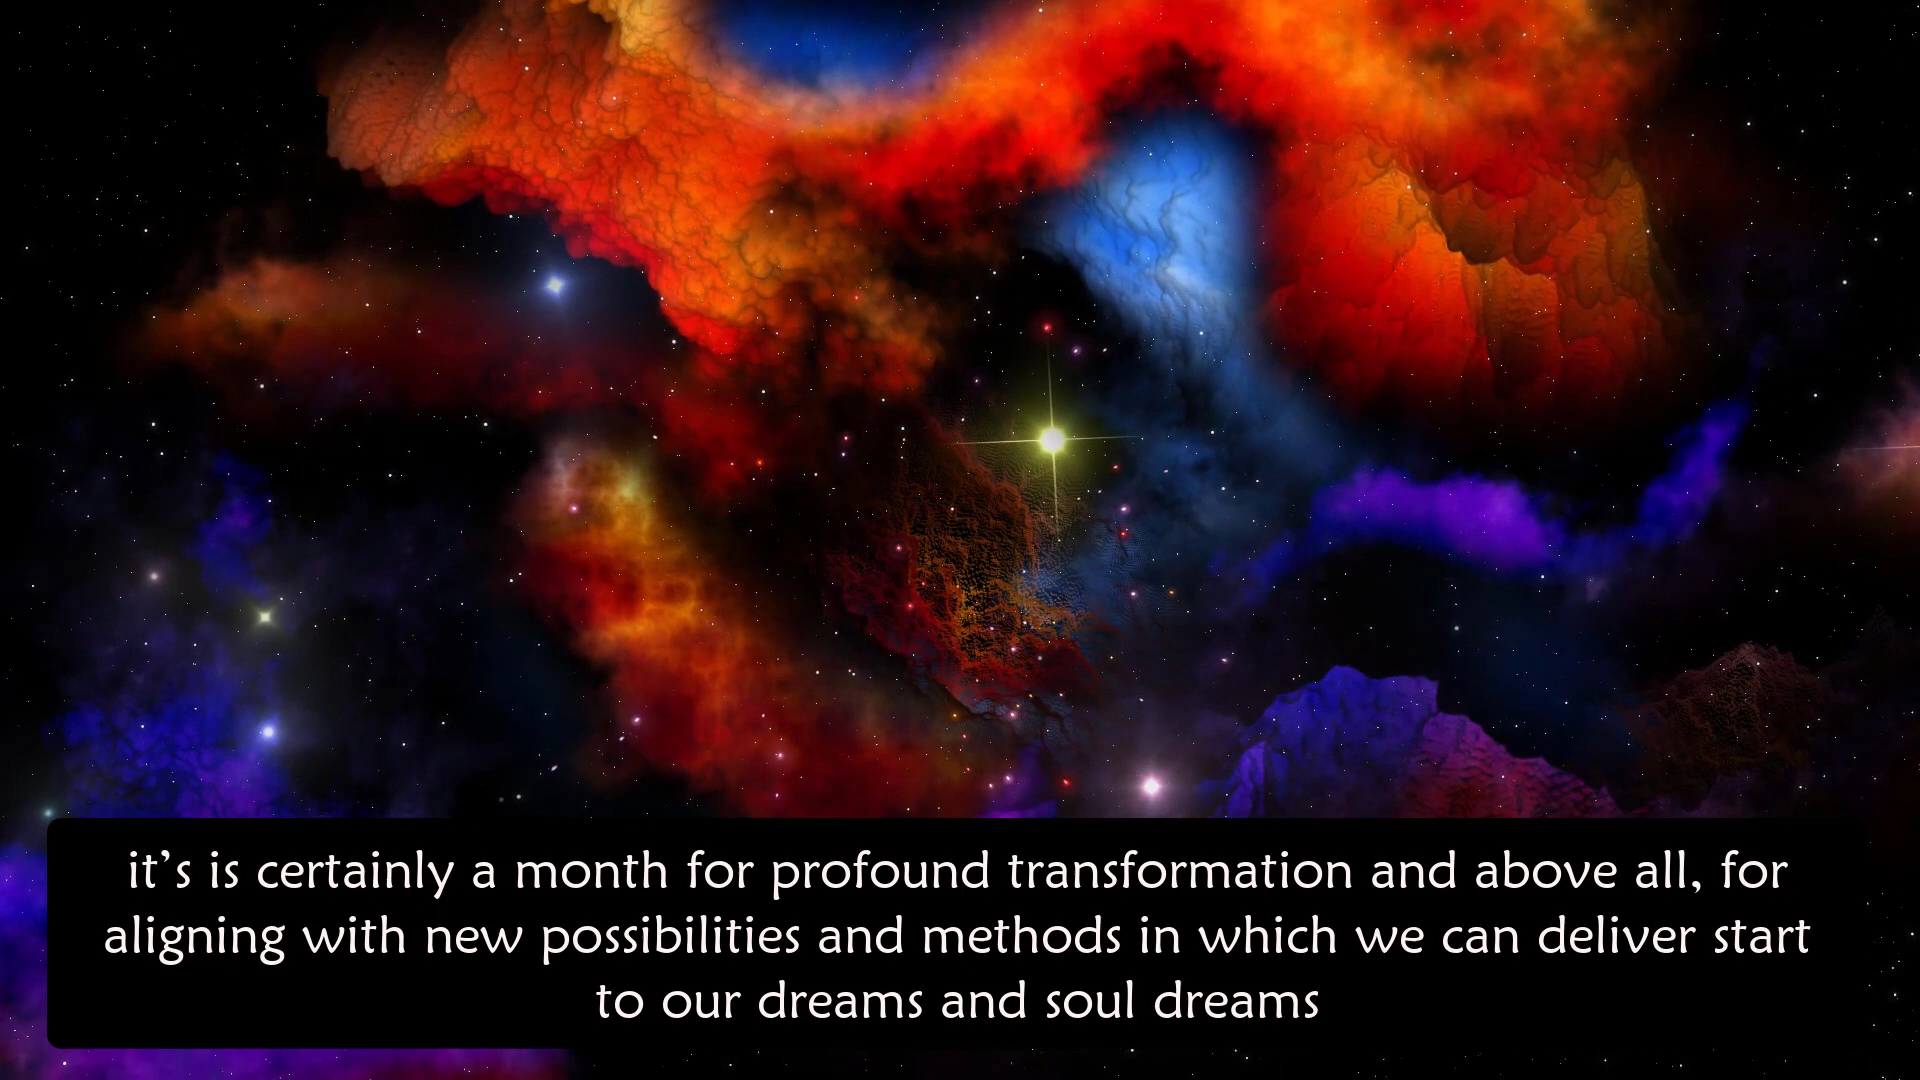 it’s is certainly a month for profound transformation and above all, for
aligning with new possibilities and methods in which we can deliver start
to our dreams and soul dreams